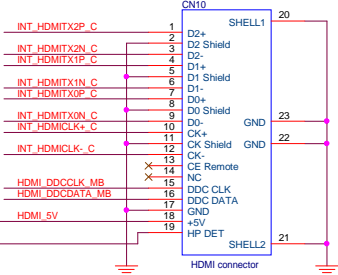 CN10
INT_HDMITX2P_C 1 D2+ SHELL1 20
2 D2 Shield
INT_HDMITX2N_C 3 D2-
INT_HDMITX1P_C 4 D1+
5 D1 Shield
INT_HDMITX1N_C 6 D1-
INT_HDMITX0P_C 7 D0+
8 D0 Shield
INT_HDMITX0N_C 9 D0- GND 23
INT_HDMICLK+_C 10 CK+
11 CK Shield GND 22
INT_HDMICLK-_C 12 CK-
13 CE Remote
14 NC
HDMI_DDCCLK_MB 15 DDC CLK
HDMI_DDCDATA_MB 16 DDC DATA
17 GND
HDMI_5V 18 +5V
19 HP DET SHELL2 21
HDMI connector